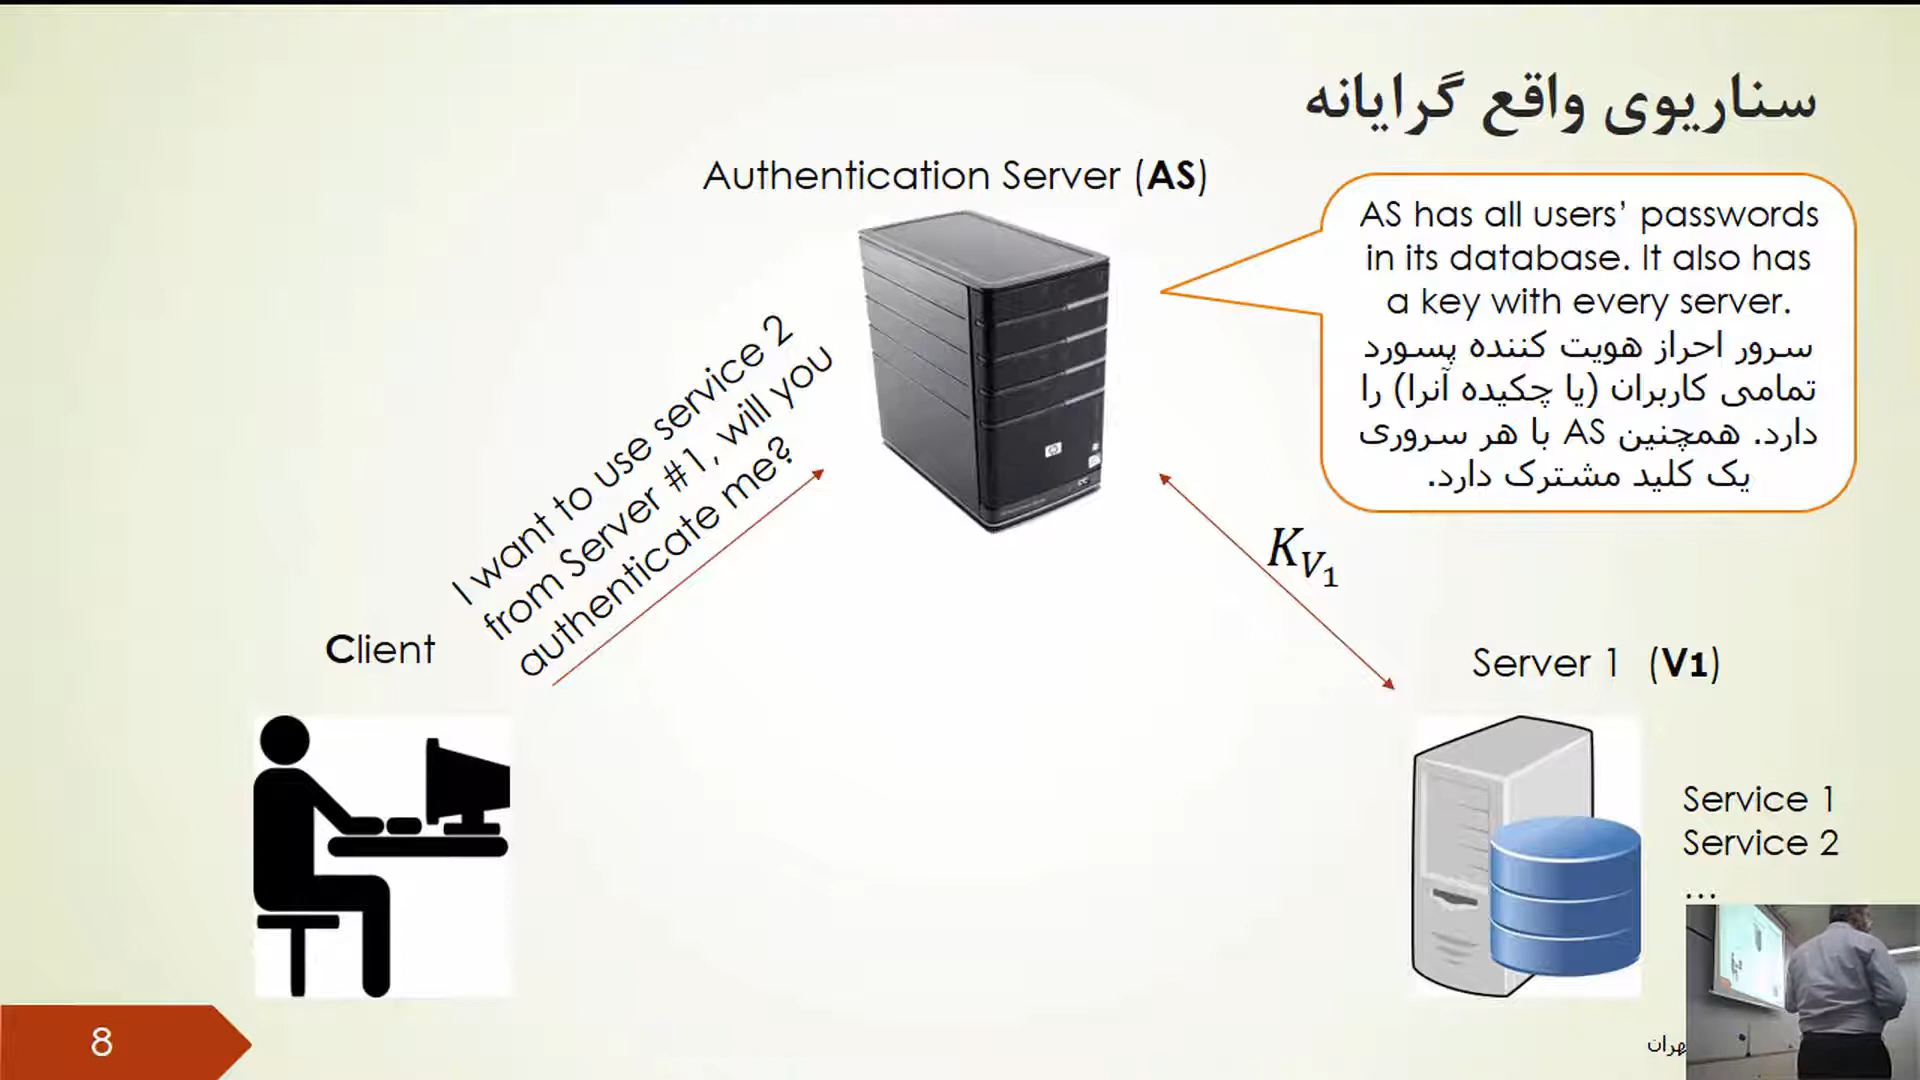 سناریوی واقع گرایانه
Authentication Server (AS)
AS has all users’ passwords
in its database. It also has
a key with every server.
سرور احراز هویت کننده پسورد
تمامی کاربران (یا چکیده آنرا) را
دارد. همچنین AS با هر سروری
یک کلید مشترک دارد.
I want to use service 2
from Server #1, will you
authenticate me?
K_{V_1}
Client
Server 1 (V1)
Service 1
Service 2
...
8